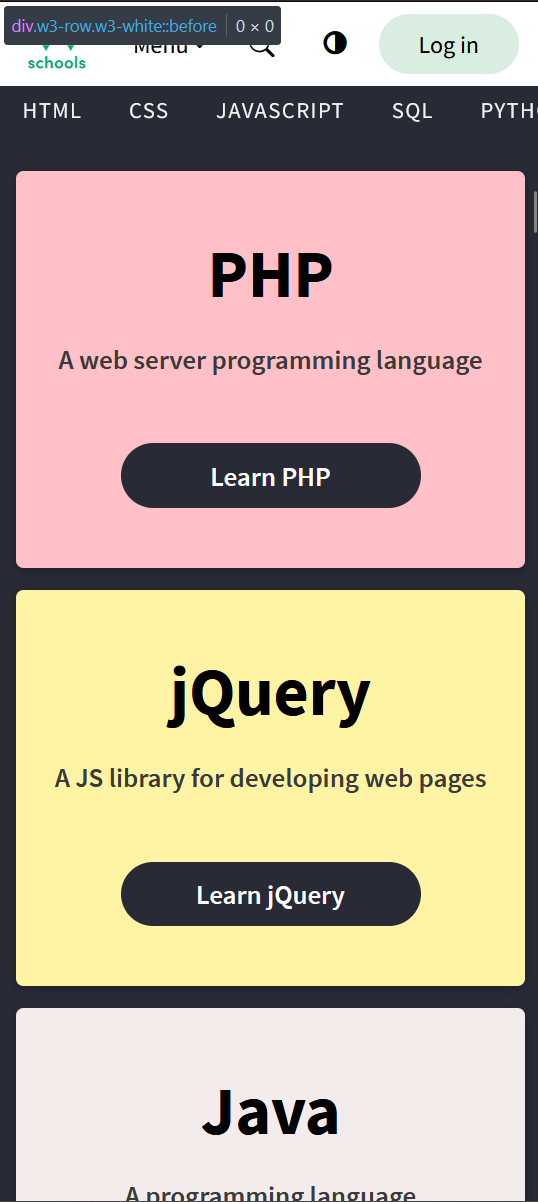 div.w3-row.w3-white::before 0 × 0
schools Menu Log in
HTML CSS JAVASCRIPT SQL PYTH
PHP
A web server programming language
Learn PHP
jQuery
A JS library for developing web pages
Learn jQuery
Java
A programming language